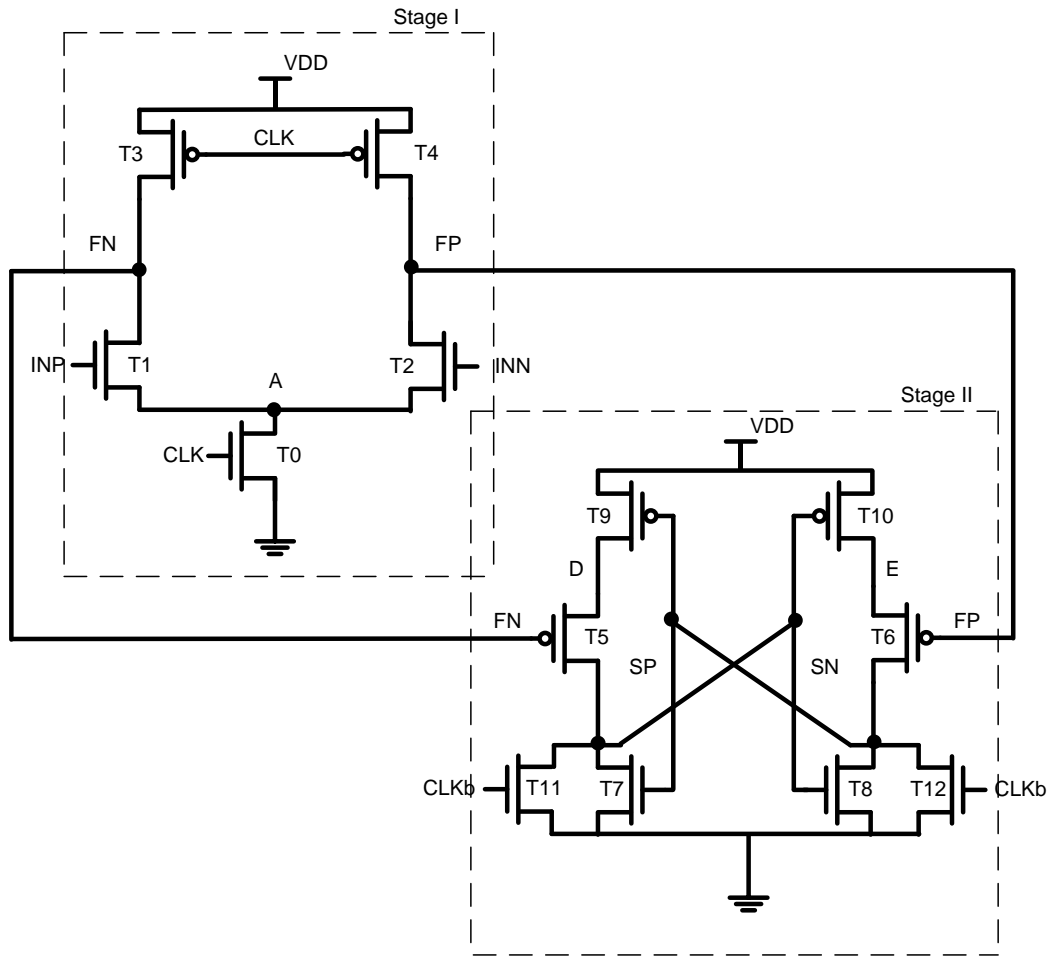 Stage I
VDD
CLK
T3
T4
FN
FP
INP
T1
T2
INN
A
CLK
T0
Stage II
VDD
T9
T10
D
E
FN
T5
T6
FP
SP
SN
CLKb
T11
T7
T8
T12
CLKb